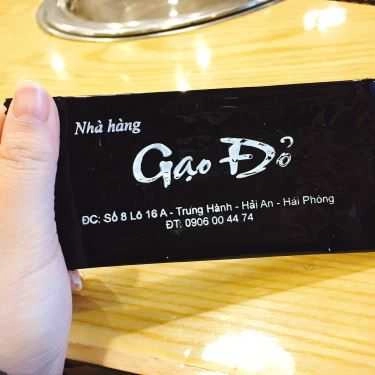 Nhà hàng
Gạo Đỏ
ĐC: Số 8 Lô 16 A - Trung Hành - Hải An - Hải Phòng
ĐT: 0906 00 44 74